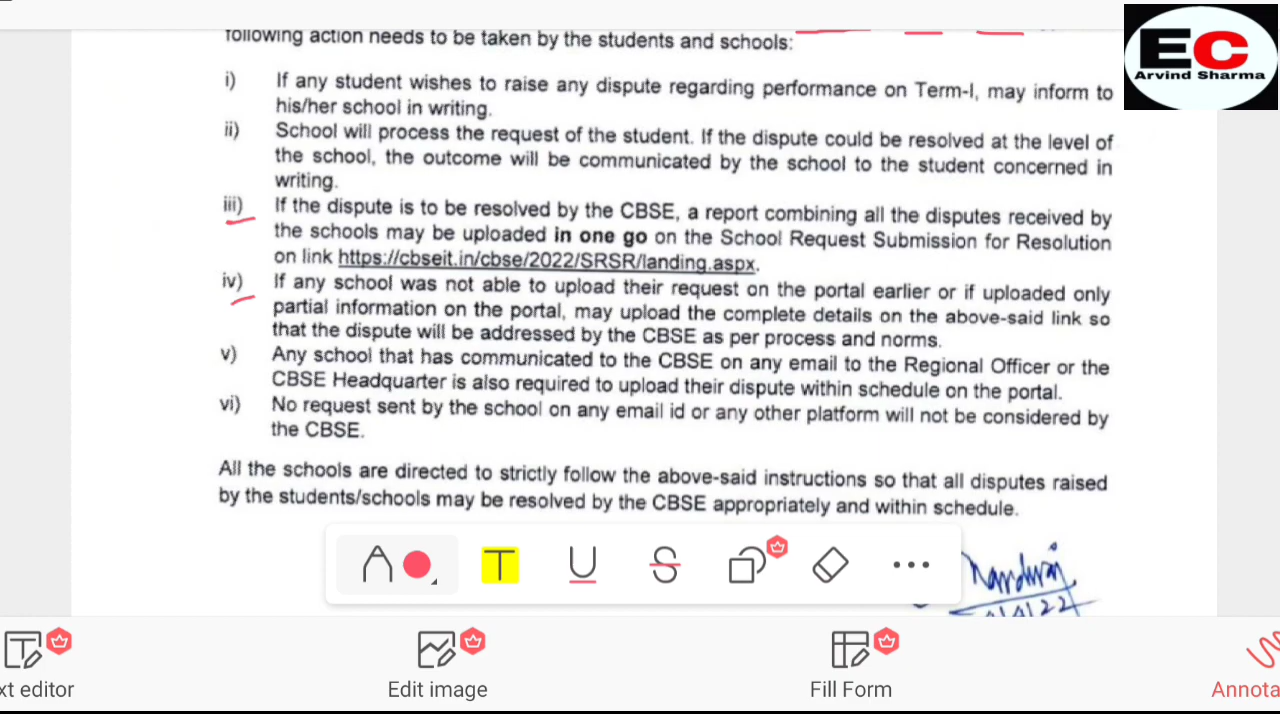 following action needs to be taken by the students and schools:
EC
Arvind Sharma
i) If any student wishes to raise any dispute regarding performance on Term-I, may inform to
his/her school in writing.
ii) School will process the request of the student. If the dispute could be resolved at the level of
the school, the outcome will be communicated by the school to the student concerned in
writing.
iii) If the dispute is to be resolved by the CBSE, a report combining all the disputes received by
the schools may be uploaded in one go on the School Request Submission for Resolution
on link https://cbseit.in/cbse/2022/SRSR/landing.aspx.
iv) If any school was not able to upload their request on the portal earlier or if uploaded only
partial information on the portal, may upload the complete details on the above-said link so
that the dispute will be addressed by the CBSE as per process and norms.
v) Any school that has communicated to the CBSE on any email to the Regional Officer or the
CBSE Headquarter is also required to upload their dispute within schedule on the portal.
vi) No request sent by the school on any email id or any other platform will not be considered by
the CBSE.
All the schools are directed to strictly follow the above-said instructions so that all disputes raised
by the students/schools may be resolved by the CBSE appropriately and within schedule.
T U S
xt editor
Edit image
Fill Form
Annota